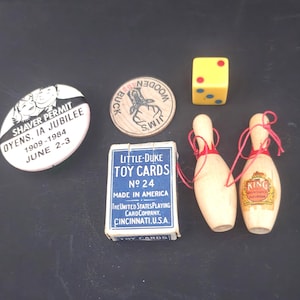 SHAVER PERMIT
OYENS, IA JUBILEE
1909-1984
JUNE 2-3
JIM'S
WOODEN BUCK
LITTLE-DUKE
TOY CARDS
No 24
MADE IN AMERICA
THE UNITED STATES PLAYING
CARD COMPANY,
CINCINNATI, U.S.A.
TOY CARDS
KING